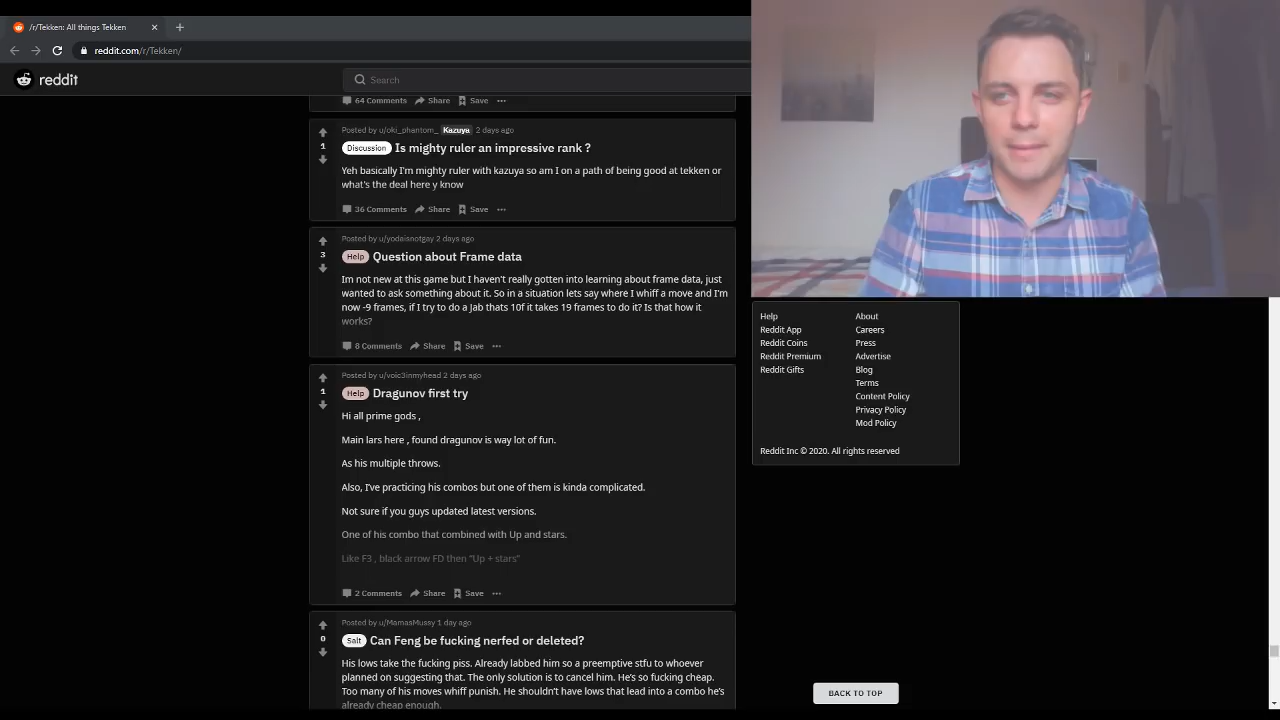 /r/Tekken: All things Tekken
reddit.com/r/Tekken/
reddit
Search
64 Comments Share Save
Posted by u/oki_phantom_ Kazuya 2 days ago
1
Discussion Is mighty ruler an impressive rank ?
Yeh basically I'm mighty ruler with kazuya so am I on a path of being good at tekken or
what's the deal here y know
36 Comments Share Save
Posted by u/yodaisnotgay 2 days ago
3
Help Question about Frame data
Im not new at this game but I haven't really gotten into learning about frame data, just
wanted to ask something about it. So in a situation lets say where I whiff a move and I'm
now -9 frames, if I try to do a Jab thats 10f it takes 19 frames to do it? Is that how it
works?
8 Comments Share Save
Posted by u/voic3inmyhead 2 days ago
1
Help Dragunov first try
Hi all prime gods ,
Main lars here , found dragunov is way lot of fun.
As his multiple throws.
Also, I've practicing his combos but one of them is kinda complicated.
Not sure if you guys updated latest versions.
One of his combo that combined with Up and stars.
Like F3 , black arrow FD then “Up + stars”
2 Comments Share Save
Posted by u/MamasMussy 1 day ago
0
Salt Can Feng be fucking nerfed or deleted?
His lows take the fucking piss. Already labbed him so a preemptive stfu to whoever
planned on suggesting that. The only solution is to cancel him. He's so fucking cheap.
Too many of his moves whiff punish. He shouldn't have lows that lead into a combo he's
already cheap enough.
Help About
Reddit App Careers
Reddit Coins Press
Reddit Premium Advertise
Reddit Gifts Blog
Terms
Content Policy
Privacy Policy
Mod Policy
Reddit Inc © 2020. All rights reserved
BACK TO TOP